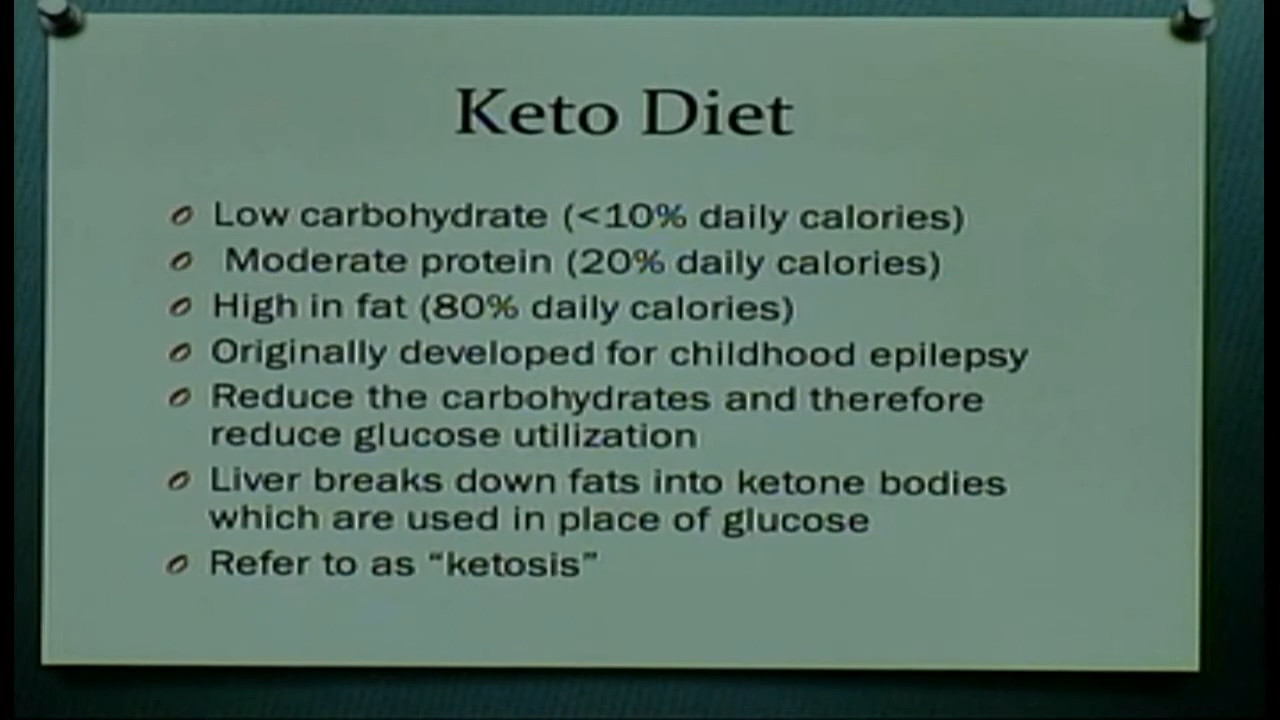 Keto Diet
Low carbohydrate (<10% daily calories)
Moderate protein (20% daily calories)
High in fat (80% daily calories)
Originally developed for childhood epilepsy
Reduce the carbohydrates and therefore
reduce glucose utilization
Liver breaks down fats into ketone bodies
which are used in place of glucose
Refer to as “ketosis”